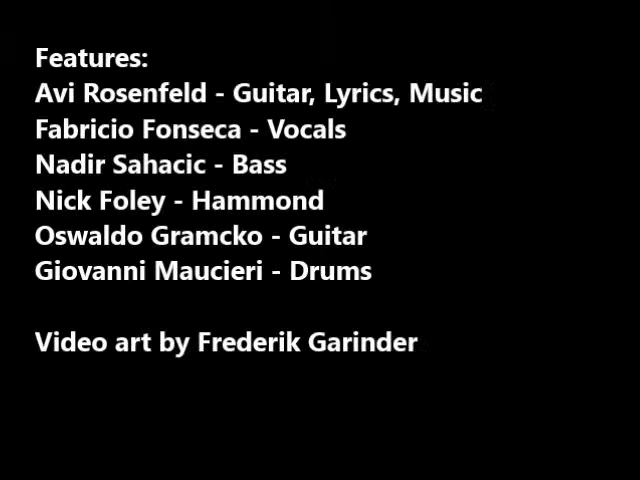 Features:
Avi Rosenfeld - Guitar, Lyrics, Music
Fabricio Fonseca - Vocals
Nadir Sahacic - Bass
Nick Foley - Hammond
Oswaldo Gramcko - Guitar
Giovanni Maucieri - Drums
Video art by Frederik Garinder